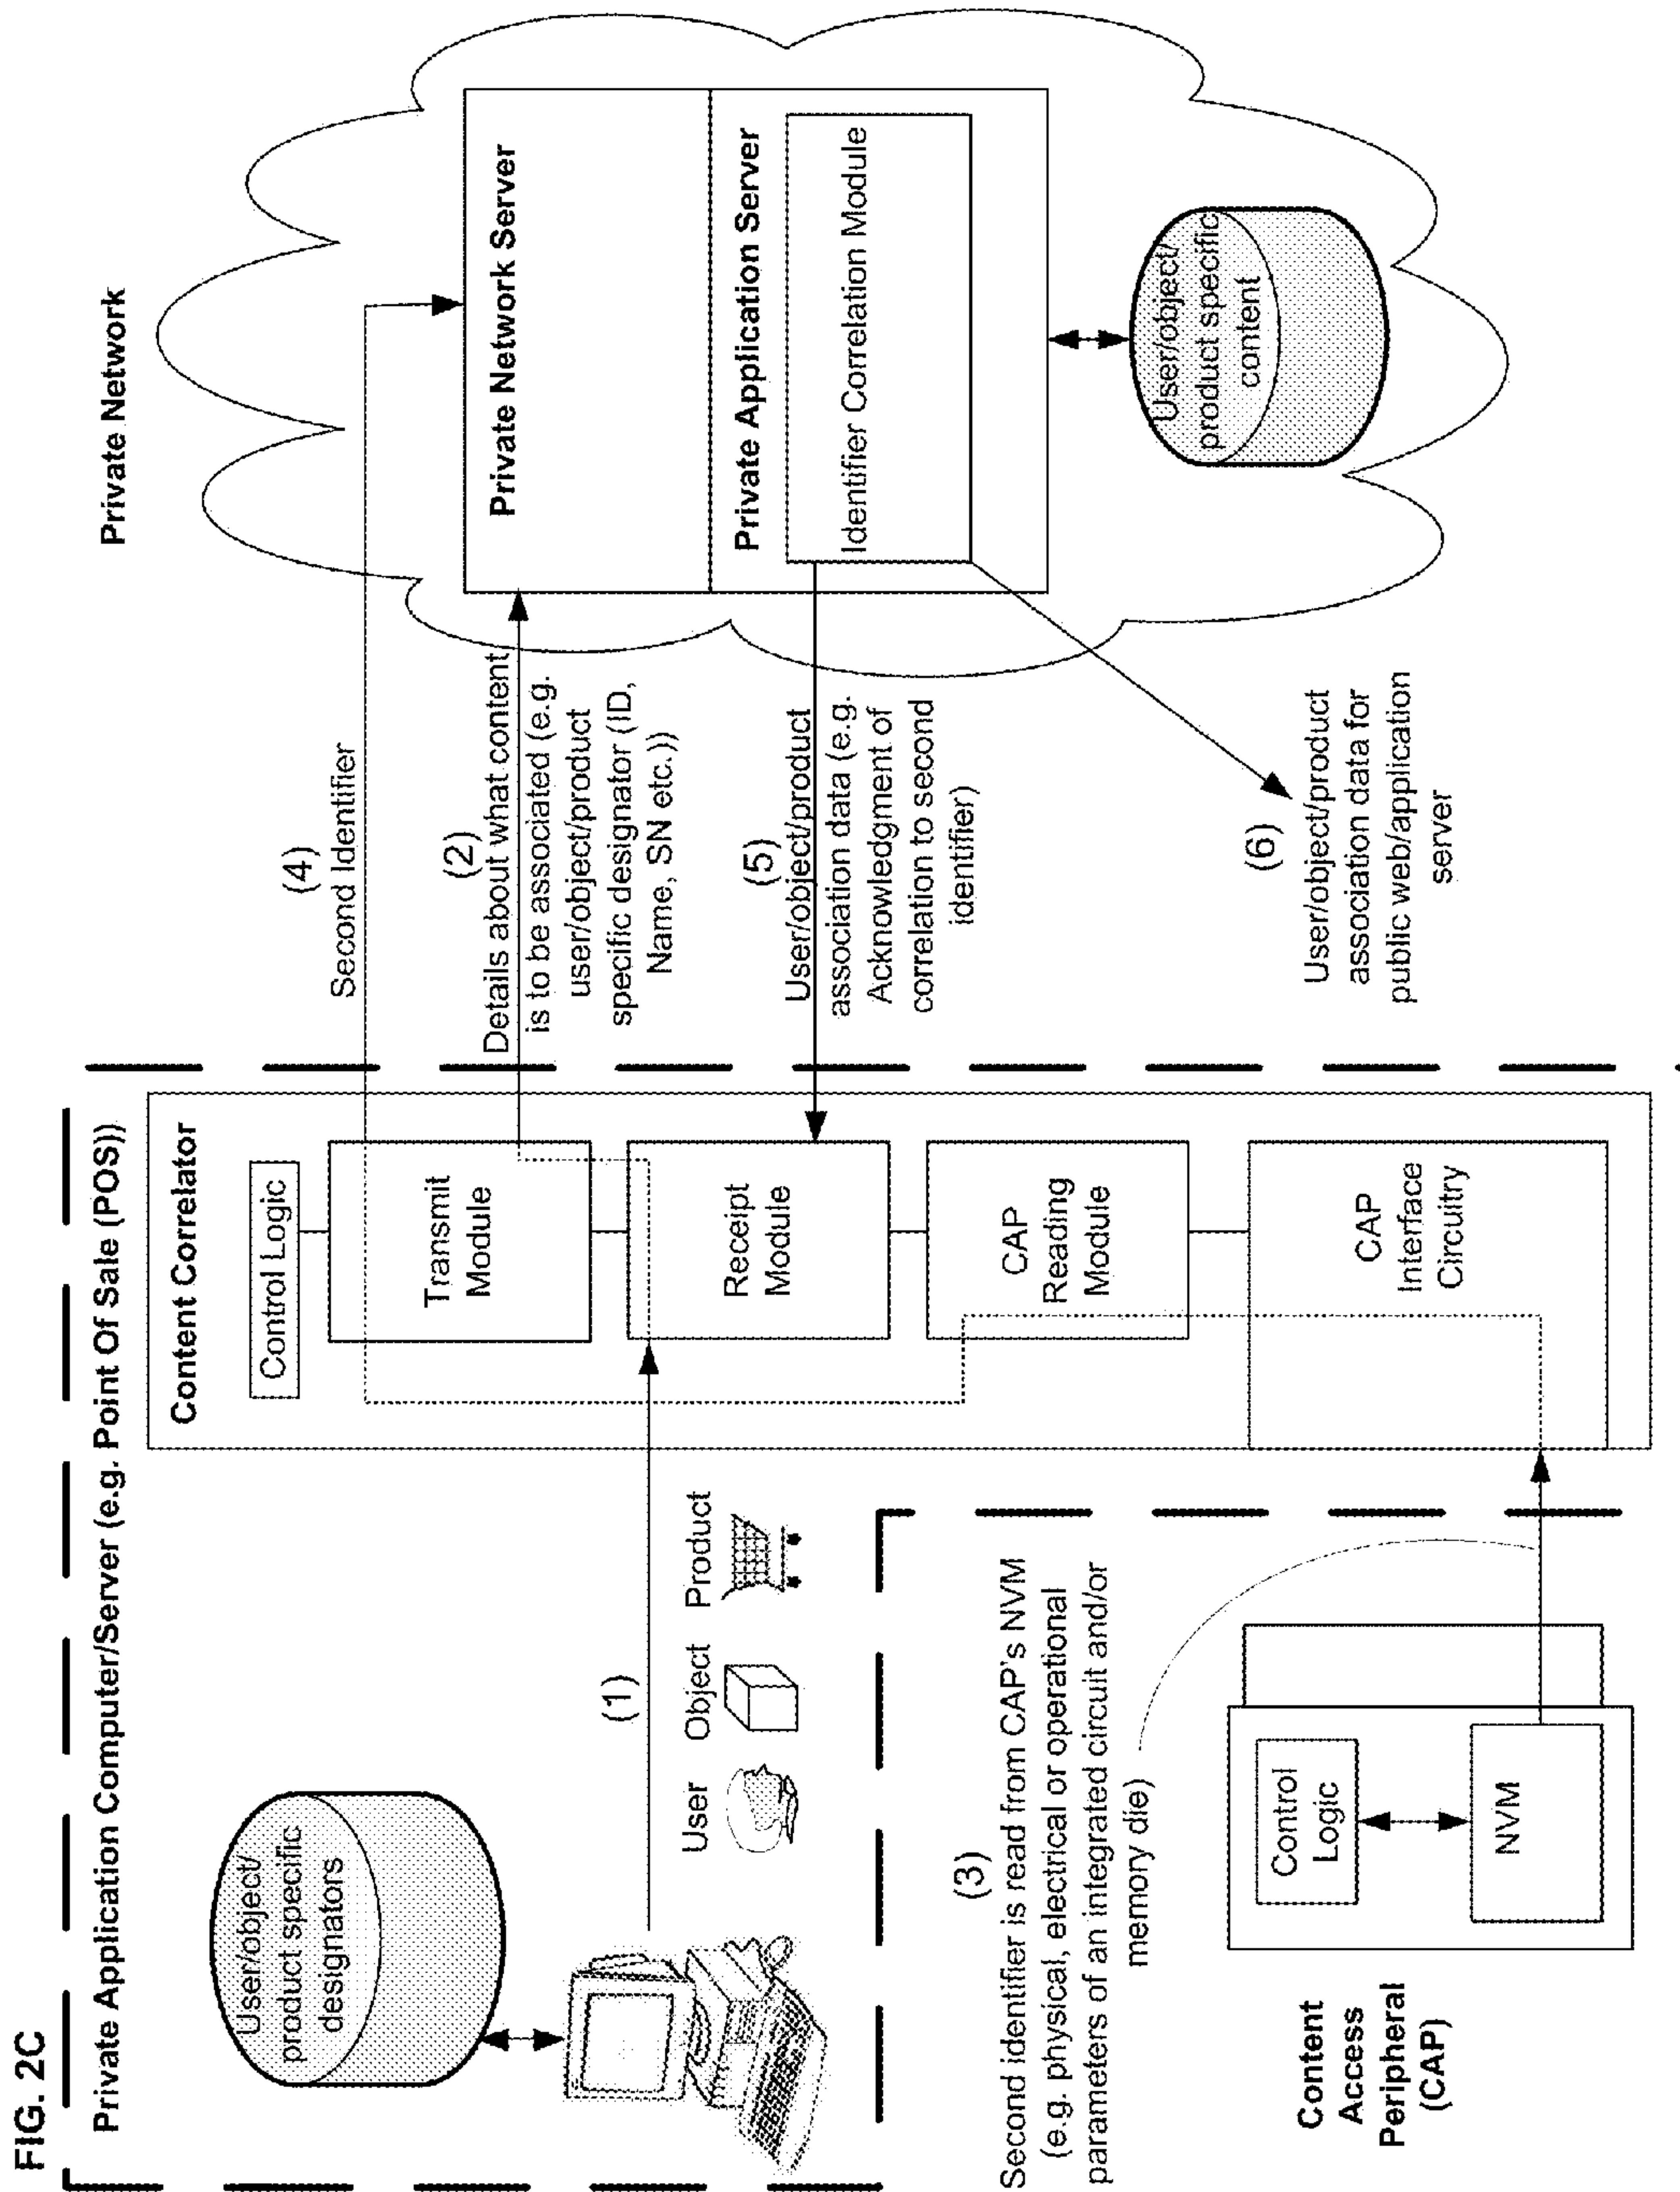 FIG. 2C
Private Application Computer/Server (e.g. Point Of Sale (POS))
User/object/
product specific
designators
(1)
User
Object
Product
Content Correlator
Control Logic
Transmit
Module
Receipt
Module
CAP
Reading
Module
CAP
Interface
Circuitry
(3)
Second identifier is read from CAP's NVM
(e.g. physical, electrical or operational
parameters of an integrated circuit and/or
memory die)
Content
Access
Peripheral
(CAP)
Control
Logic
NVM
(4)
Second Identifier
(2)
Details about what content
is to be associated (e.g.
user/object/product
specific designator (ID,
Name, SN etc.))
(5)
User/object/product
association data (e.g.
Acknowledgment of
correlation to second
identifier)
(6)
User/object/product
association data for
public web/application
server
Private Network
Private Network Server
Private Application Server
Identifier Correlation Module
User/object/
product specific
content